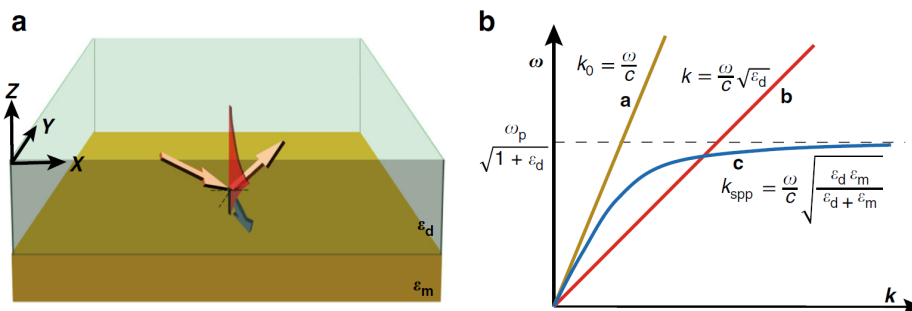 a
Z
Y
X
ε_d
ε_m
b
ω
k_0 = ω/c
k = ω/c √ε_d
a
b
ω_p/√(1 + ε_d)
c
k_spp = ω/c √(ε_d ε_m/(ε_d + ε_m))
k